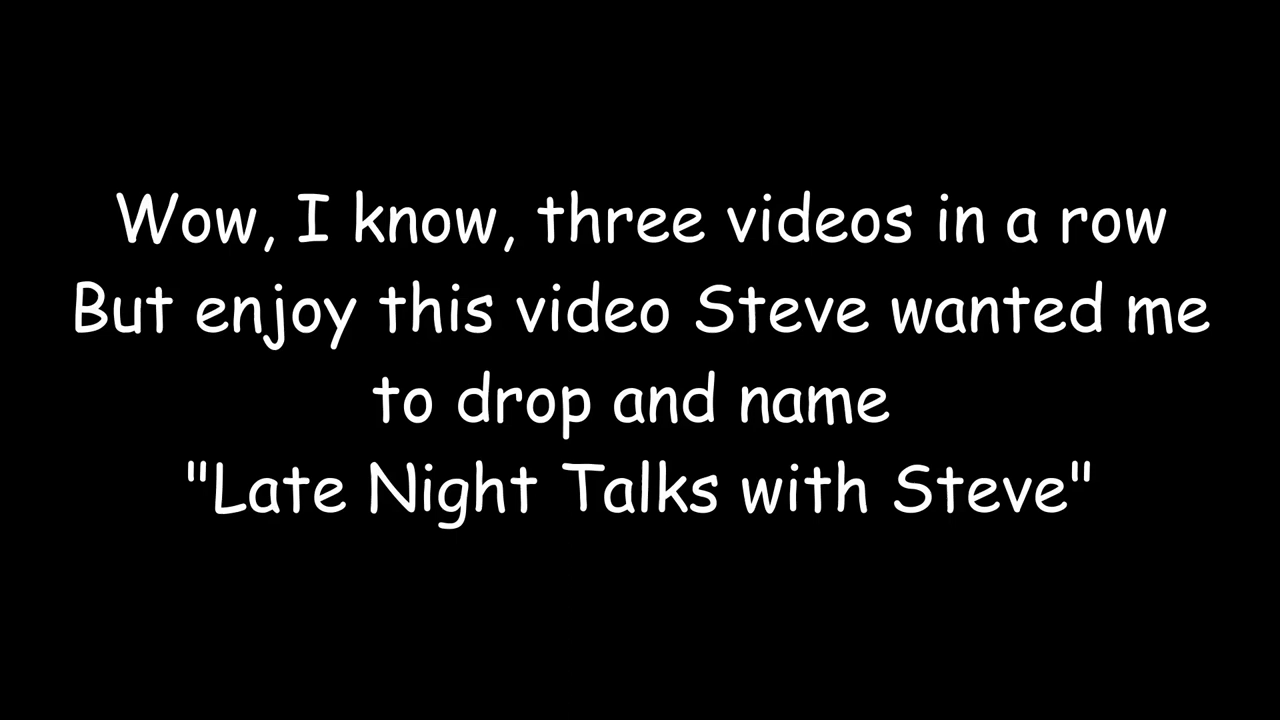 Wow, I know, three videos in a row
But enjoy this video Steve wanted me
to drop and name
"Late Night Talks with Steve"